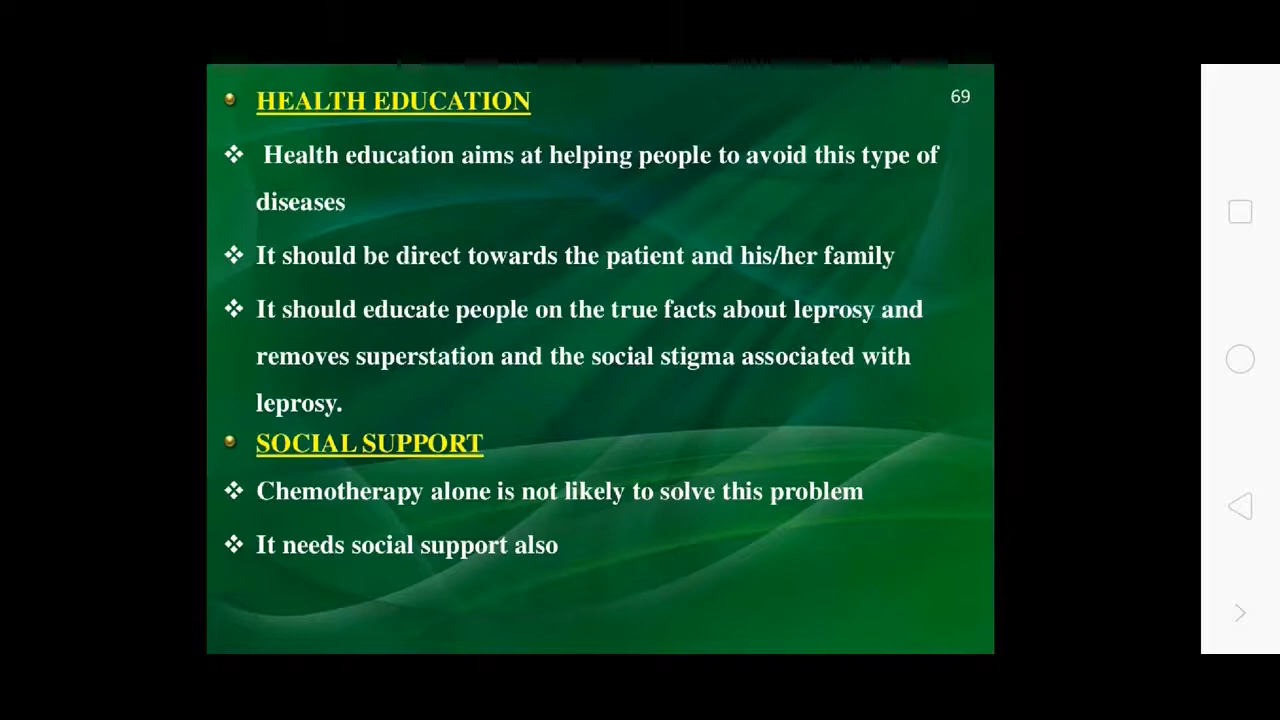 HEALTH EDUCATION
69
Health education aims at helping people to avoid this type of
diseases
It should be direct towards the patient and his/her family
It should educate people on the true facts about leprosy and
removes superstation and the social stigma associated with
leprosy.
SOCIAL SUPPORT
Chemotherapy alone is not likely to solve this problem
It needs social support also